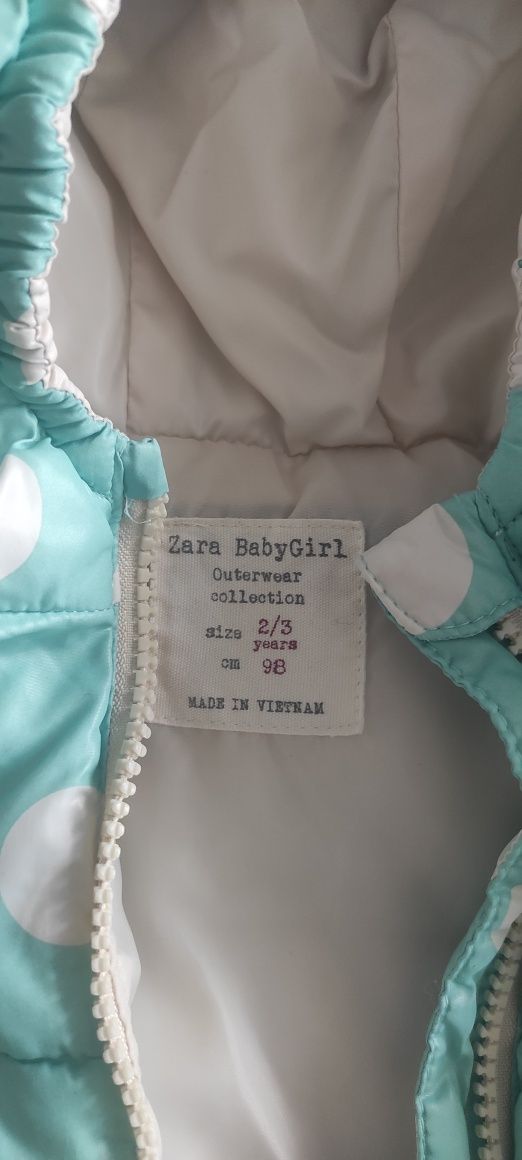 Zara BabyGirl
Outerwear
collection
size 2/3
years
cm 98
MADE IN VIETNAM